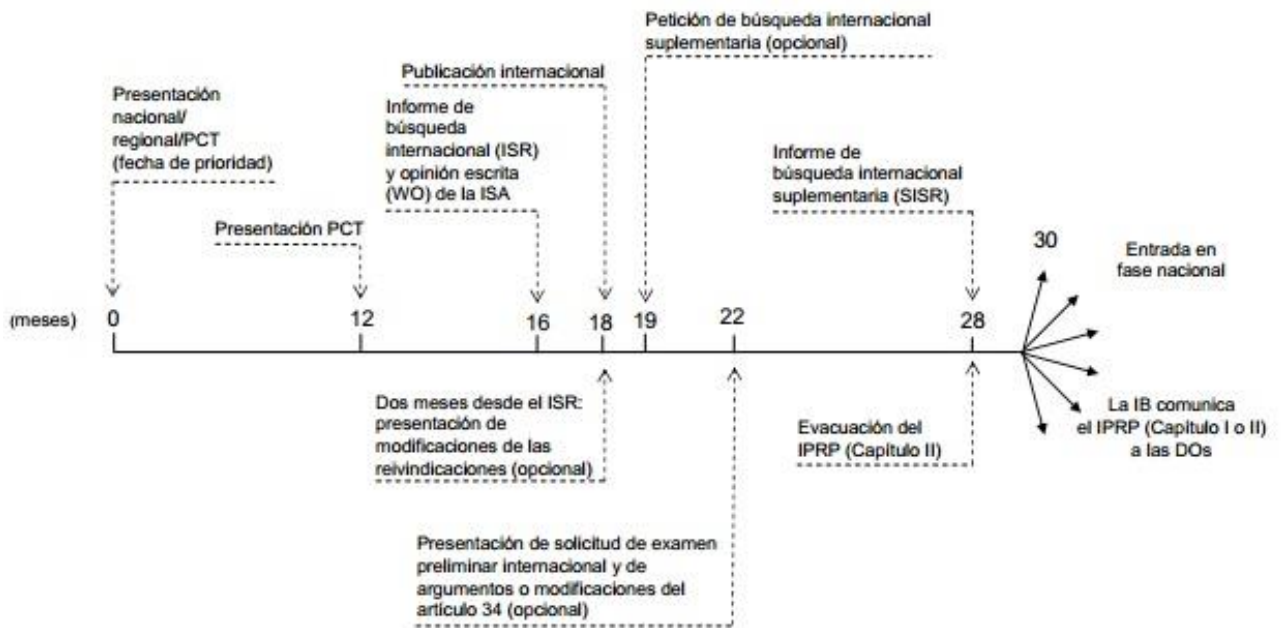 Petición de búsqueda internacional
suplementaria (opcional)
Publicación internacional
Presentación
nacional/
regional/PCT
(fecha de prioridad)
Informe de
búsqueda
internacional (ISR)
y opinión escrita
(WO) de la ISA
Informe de
búsqueda internacional
suplementaria (SISR)
Presentación PCT
30
Entrada en
fase nacional
(meses) 0 12 16 18 19 22 28
Dos meses desde el ISR:
presentación de
modificaciones de las
reivindicaciones (opcional)
Evacuación del
IPRP (Capítulo II)
La IB comunica
el IPRP (Capítulo I o II)
a las DOs
Presentación de solicitud de examen
preliminar internacional y de
argumentos o modificaciones del
artículo 34 (opcional)